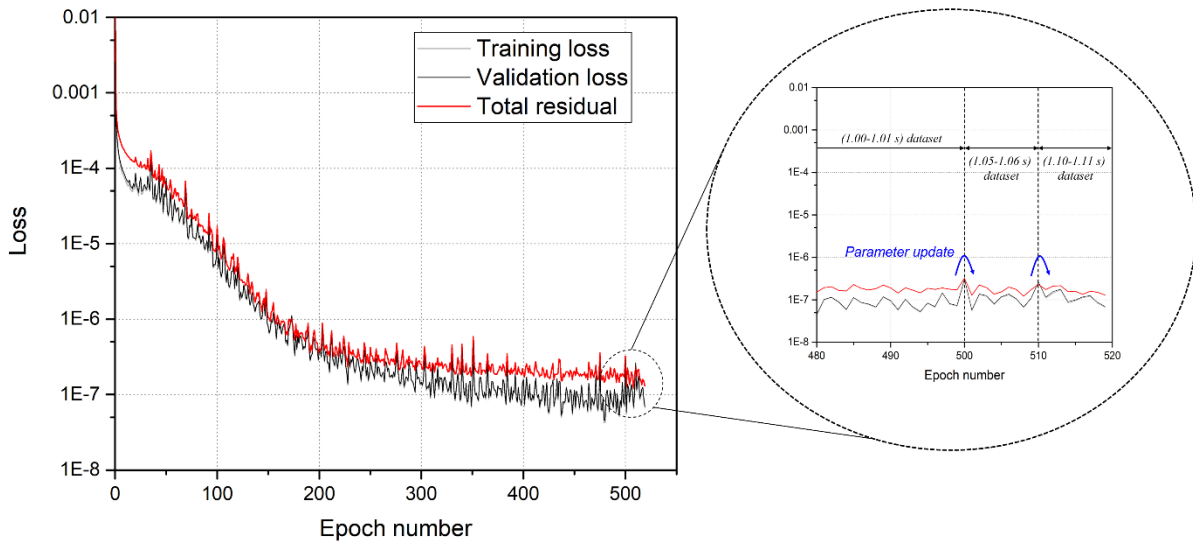 0.01
0.001
1E-4
1E-5
1E-6
1E-7
1E-8
Loss
0
100
200
300
400
500
Epoch number
Training loss
Validation loss
Total residual
0.01
0.001
1E-4
1E-5
1E-6
1E-7
1E-8
(1.00-1.01 s) dataset
(1.05-1.06 s)
dataset
(1.10-1.11 s)
dataset
Parameter update
480
490
500
510
520
Epoch number